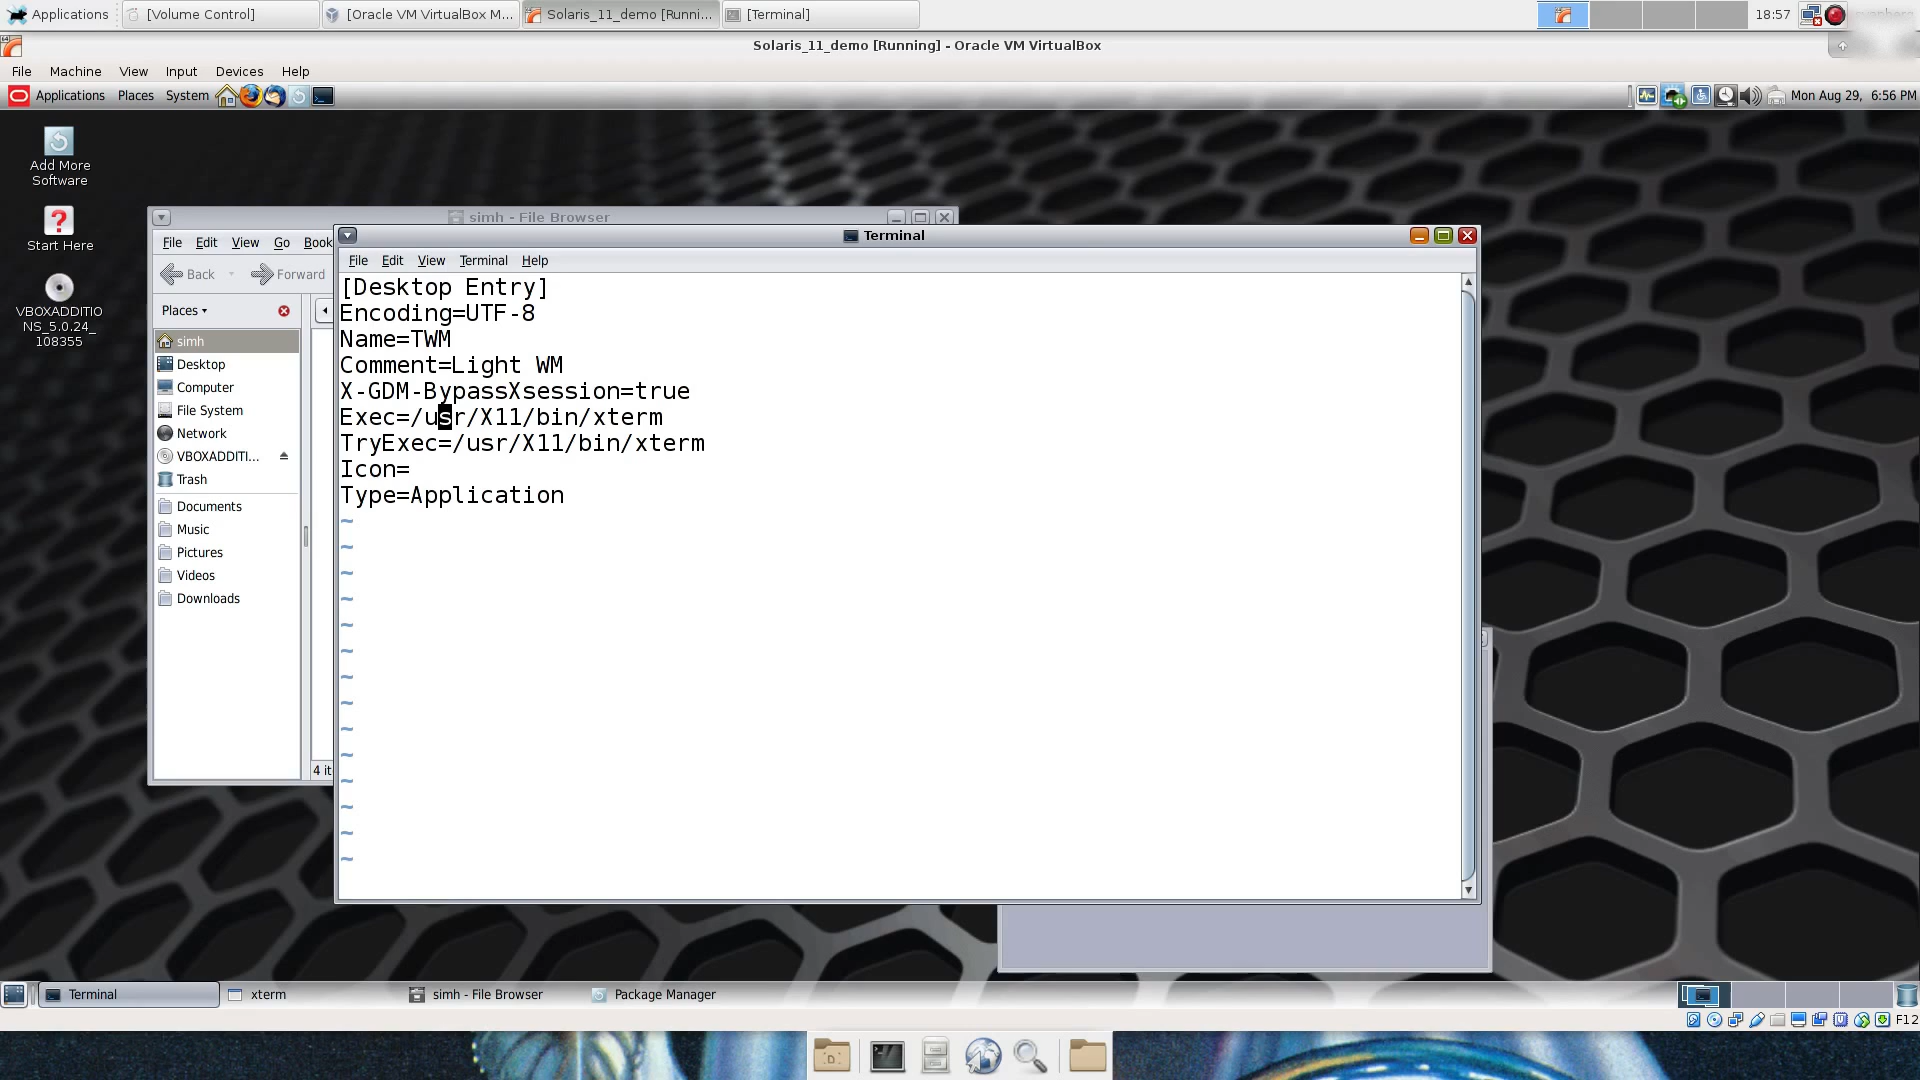 Applications
[Volume Control]
[Oracle VM VirtualBox M...
Solaris_11_demo [Runni...
[Terminal]
18:57
Solaris_11_demo [Running] - Oracle VM VirtualBox
File Machine View Input Devices Help
Applications Places System
Mon Aug 29, 6:56 PM
Add More
Software
Start Here
VBOXADDITIO
NS_5.0.24_
108355
simh - File Browser
File Edit View Go Book
Back Forward
Places
simh
Desktop
Computer
File System
Network
VBOXADDITI...
Trash
Documents
Music
Pictures
Videos
Downloads
4 it
Terminal
File Edit View Terminal Help
[Desktop Entry]
Encoding=UTF-8
Name=TWM
Comment=Light WM
X-GDM-BypassXsession=true
Exec=/usr/X11/bin/xterm
TryExec=/usr/X11/bin/xterm
Icon=
Type=Application
~
~
~
~
~
~
~
~
~
~
~
~
~
~
Terminal
xterm
simh - File Browser
Package Manager
F12